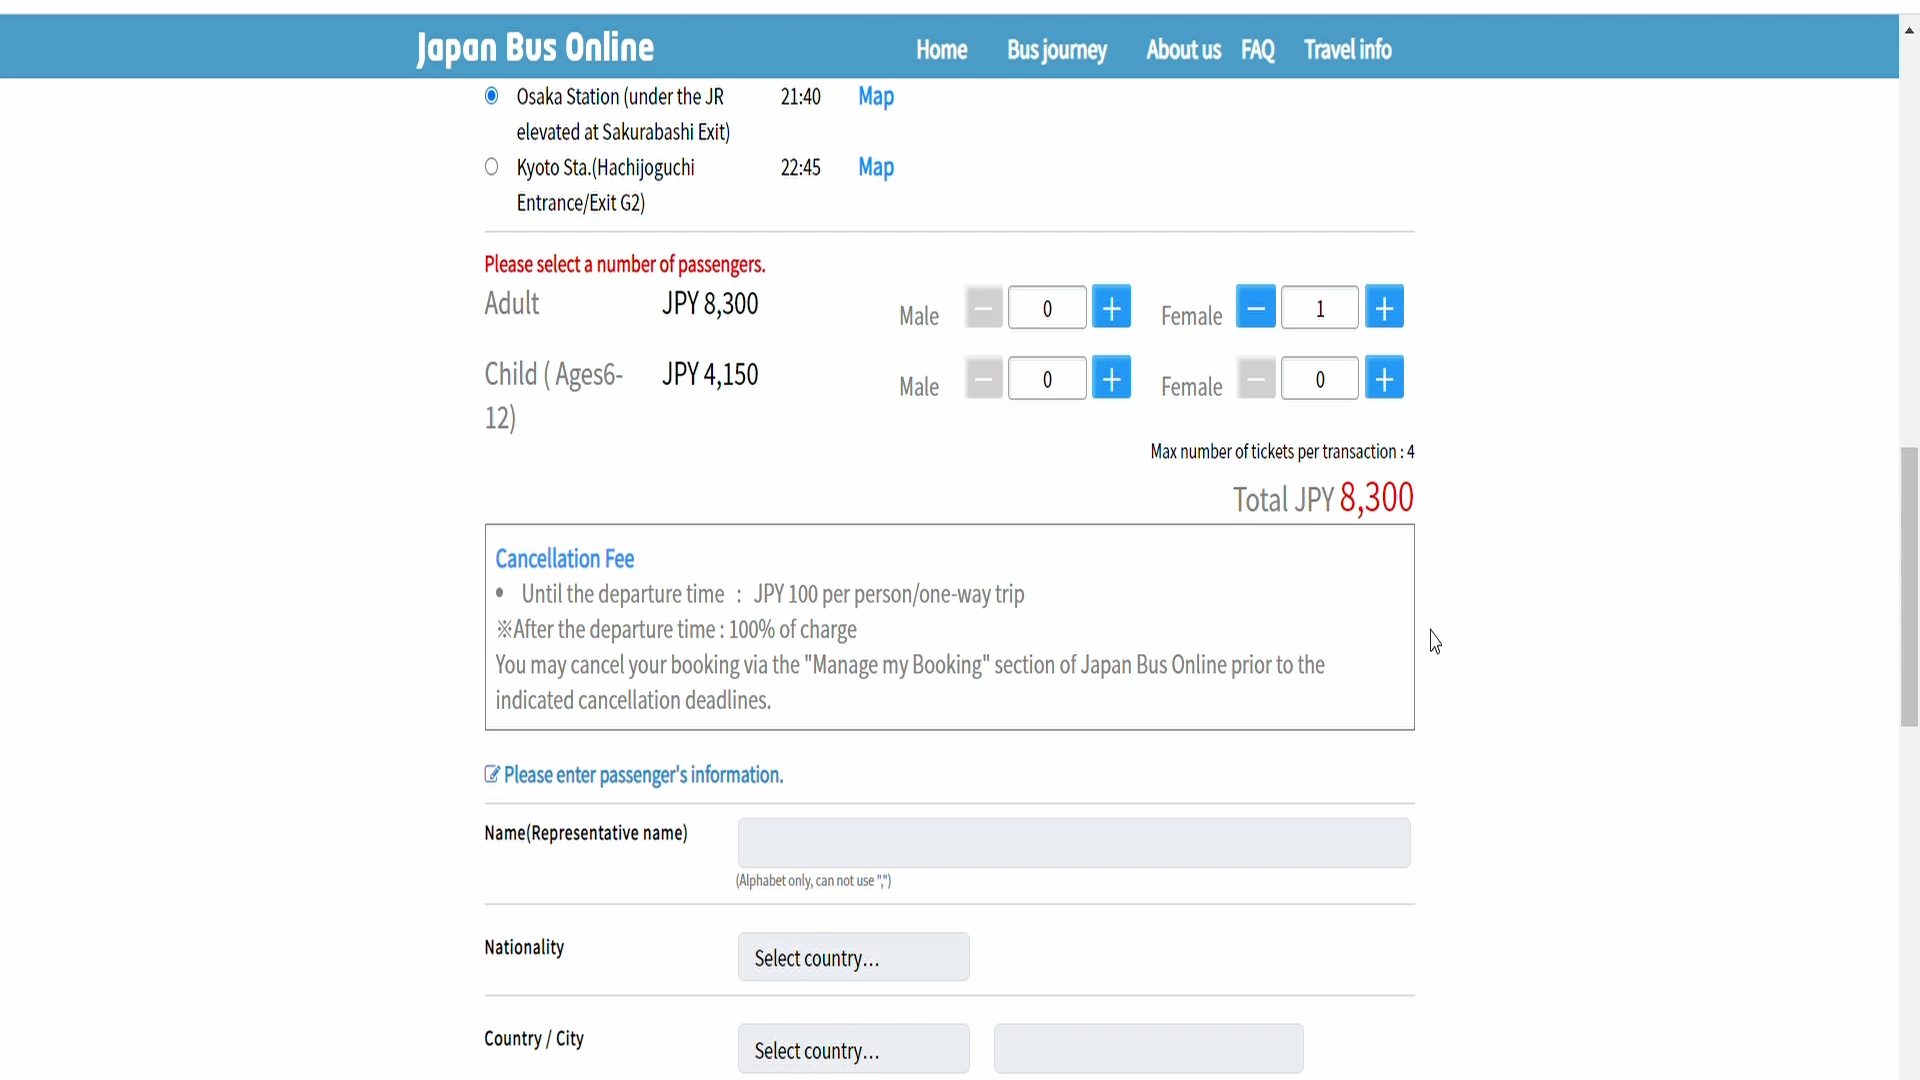 Japan Bus Online Home Bus journey About us FAQ Travel info
Osaka Station (under the JR 21:40 Map
elevated at Sakurabashi Exit)
Kyoto Sta.(Hachijoguchi 22:45 Map
Entrance/Exit G2)
Please select a number of passengers.
Adult JPY 8,300 Male − 0 + Female − 1 +
Child ( Ages6- JPY 4,150 Male − 0 + Female − 0 +
12)
Max number of tickets per transaction : 4
Total JPY 8,300
Cancellation Fee
• Until the departure time : JPY 100 per person/one-way trip
※After the departure time : 100% of charge
You may cancel your booking via the "Manage my Booking" section of Japan Bus Online prior to the
indicated cancellation deadlines.
Please enter passenger's information.
Name(Representative name)
(Alphabet only, can not use ",")
Nationality Select country...
Country / City Select country...